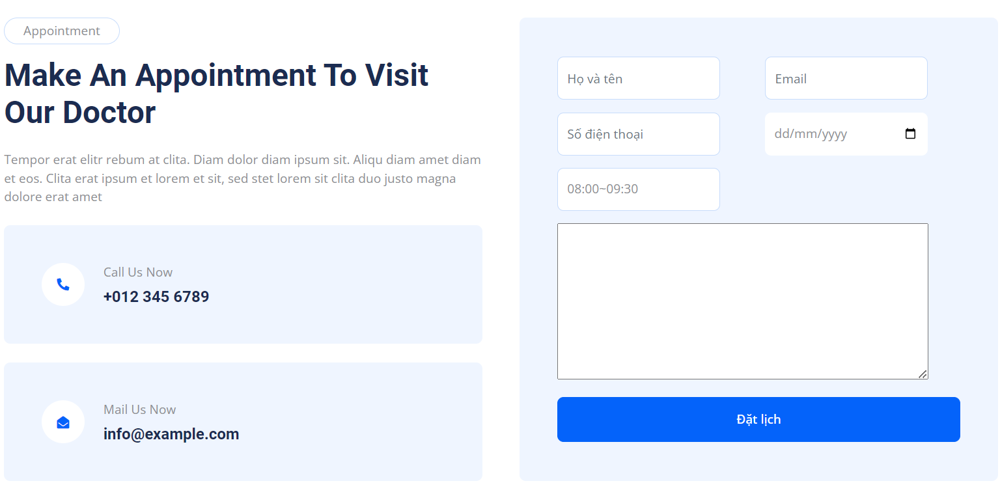 Appointment
Make An Appointment To Visit
Our Doctor
Tempor erat elitr rebum at clita. Diam dolor diam ipsum sit. Aliqu diam amet diam
et eos. Clita erat ipsum et lorem et sit, sed stet lorem sit clita duo justo magna
dolore erat amet
Call Us Now
+012 345 6789
Mail Us Now
info@example.com
Họ và tên
Email
Số điện thoại
dd/mm/yyyy
08:00~09:30
Đặt lịch